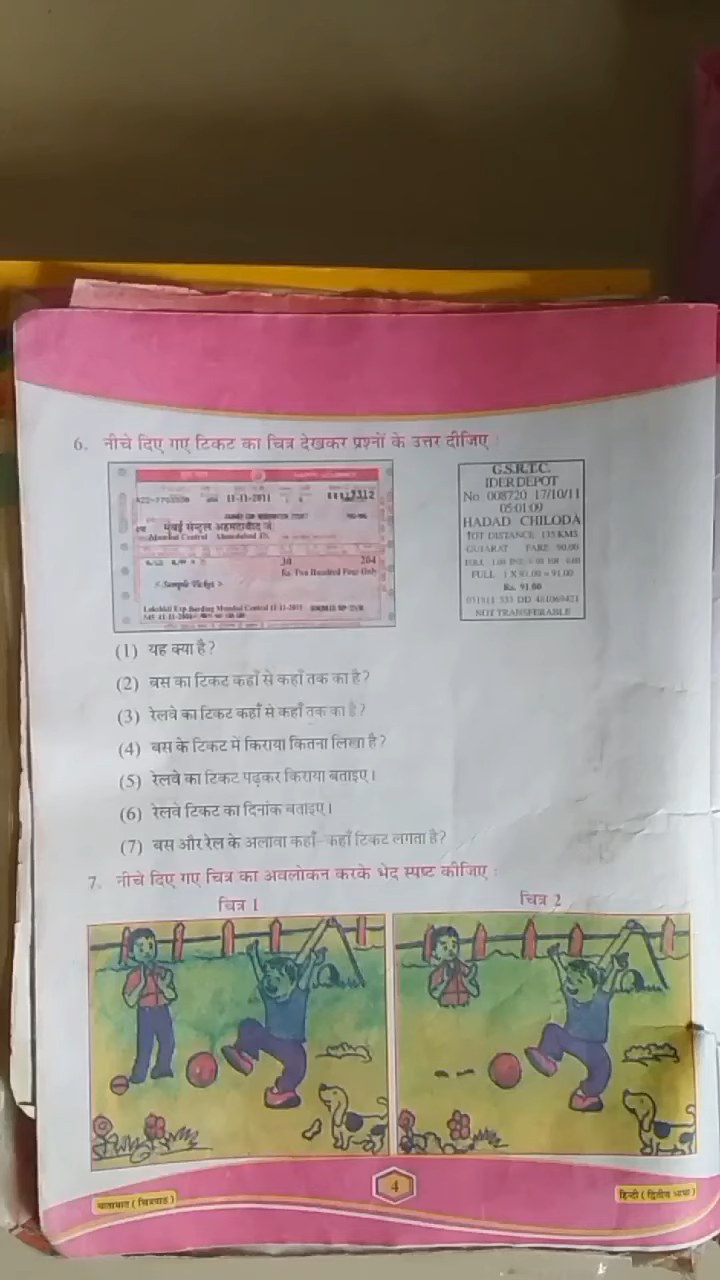 6. नीचे दिए गए टिकट का चित्र देखकर प्रश्नों के उत्तर दीजिए :
11-11-2011
मुंबई सेन्ट्रल अहमदाबाद जं.
Mumbai Central Ahmedabad JN.
30 204
Rs. Two Hundred Four Only
Sample Ticket
G.S.R.T.C.
IDER DEPOT
No 008720 17/10/11
05:01:09
HADAD CHILODA
TOT DISTANCE 135 KMS
GUJARAT FARE 90.00
FULL 1 X 91.00 = 91.00
Rs. 91.00
NOT TRANSFERABLE
(1) यह क्या है?
(2) बस का टिकट कहाँ से कहाँ तक का है?
(3) रेलवे का टिकट कहाँ से कहाँ तक का है?
(4) बस के टिकट में किराया कितना लिखा है?
(5) रेलवे का टिकट पढ़कर किराया बताइए।
(6) रेलवे टिकट का दिनांक बताइए।
(7) बस और रेल के अलावा कहाँ-कहाँ टिकट लगता है?
7. नीचे दिए गए चित्र का अवलोकन करके भेद स्पष्ट कीजिए :
चित्र 1 चित्र 2
यातायात (चित्रपाठ) 4 हिन्दी (द्वितीय भाषा)